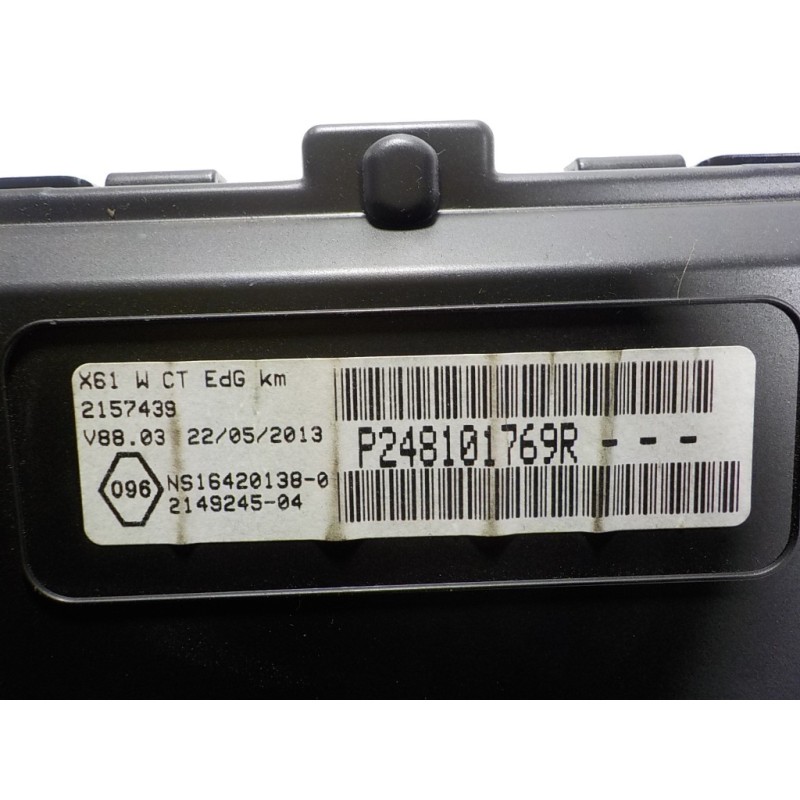 X61 W CT EdG km
2157439
V88.03 22/05/2013
096
NS16420138-0
2149245-04
P248101769R - - -